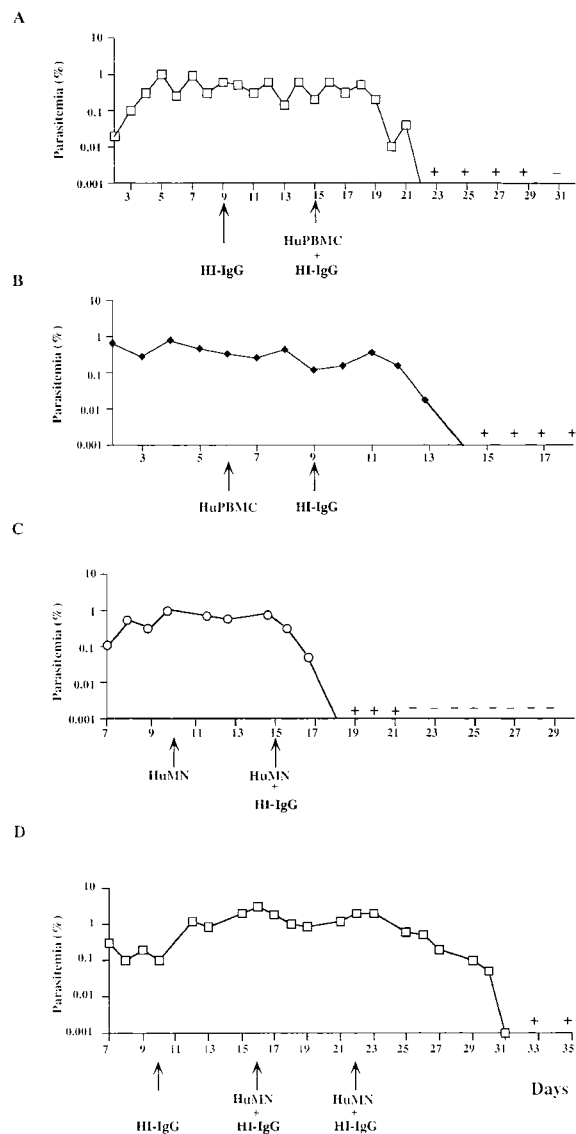 A
Parasitemia (%)
10
1
0.1
0.01
0.001
3 5 7 9 11 13 15 17 19 21 23 25 27 29 31
+ + + + –
HI-IgG
HuPBMC
+
HI-IgG
B
Parasitemia (%)
10
1
0.1
0.01
0.001
3 5 7 9 11 13 15 17
+ + + +
HuPBMC
HI-IgG
C
Parasitemia (%)
10
1
0.1
0.01
0.001
7 9 11 13 15 17 19 21 23 25 27 29
+ + + – – – – – – – –
HuMN
HuMN
+
HI-IgG
D
Parasitemia (%)
10
1
0.1
0.01
0.001
7 9 11 13 15 17 19 21 23 25 27 29 31 33 35
+ +
HI-IgG
HuMN
+
HI-IgG
HuMN
+
HI-IgG
Days